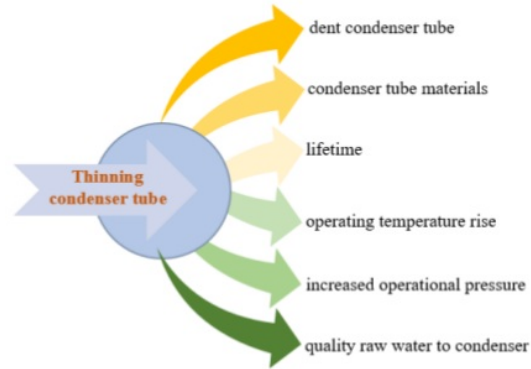 dent condenser tube
condenser tube materials
lifetime
Thinning
condenser tube
operating temperature rise
increased operational pressure
quality raw water to condenser